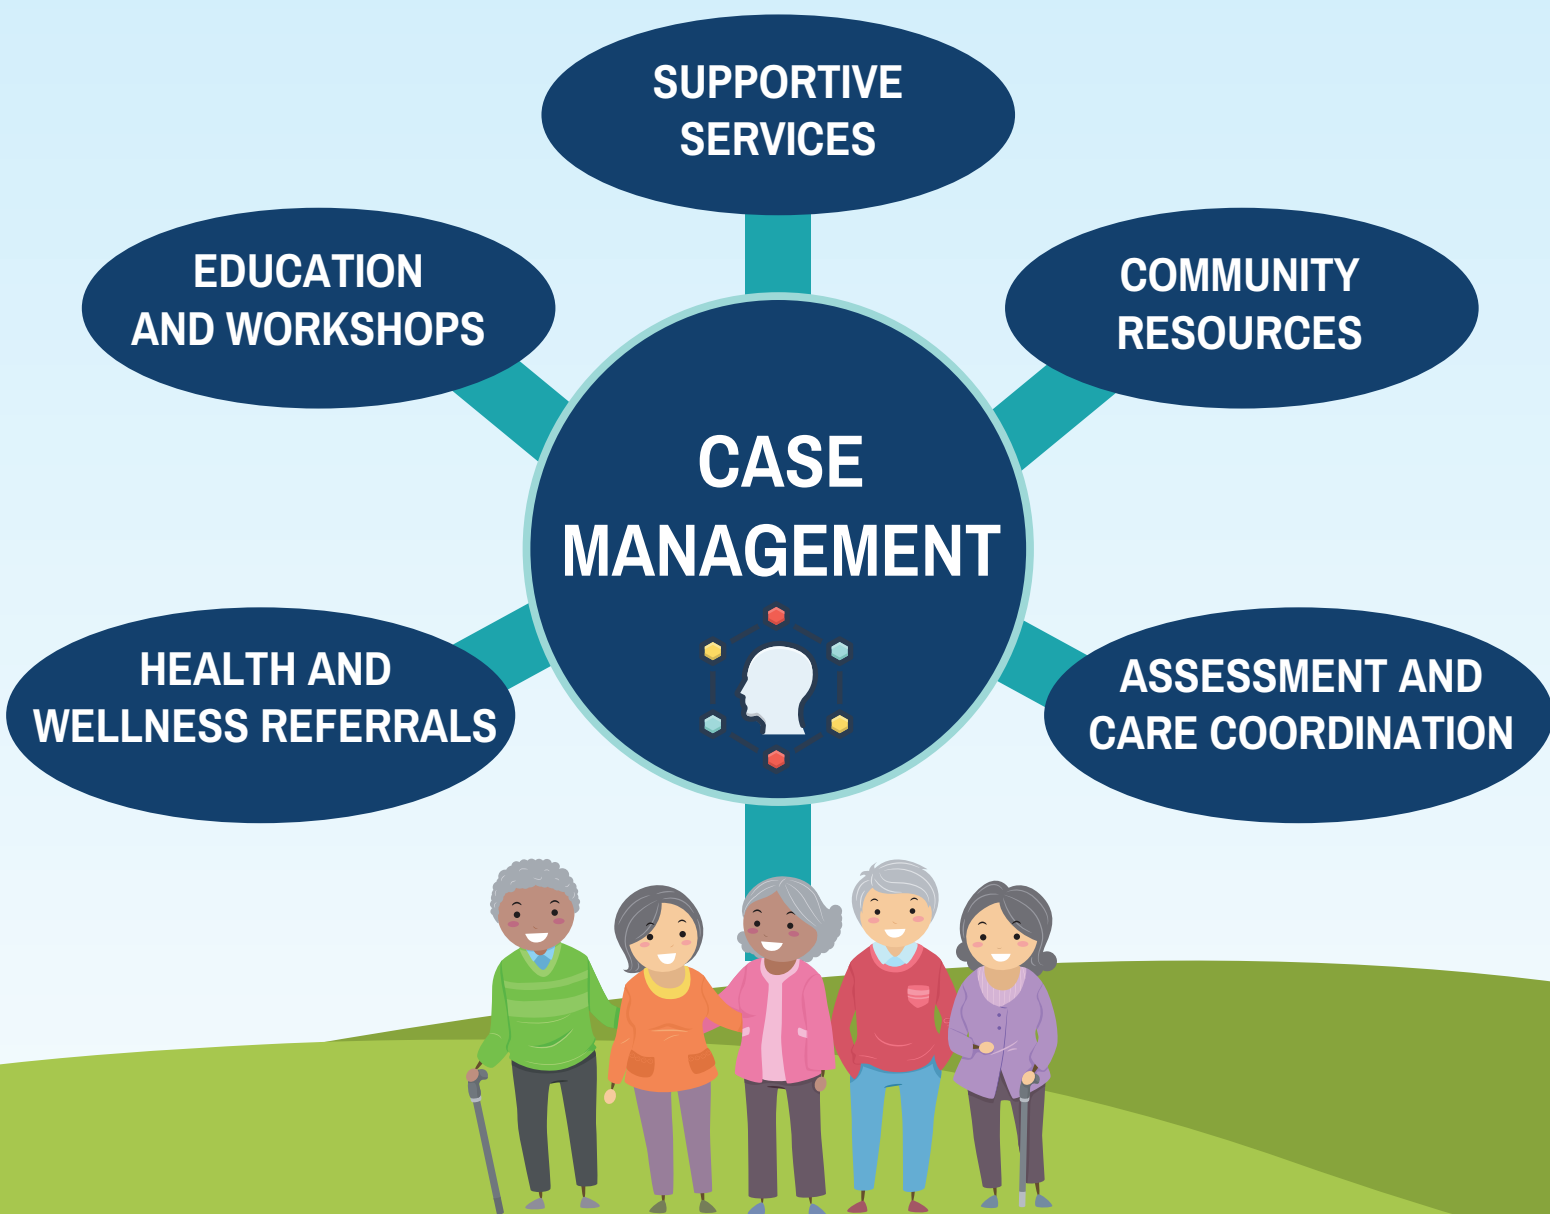 SUPPORTIVE
SERVICES
EDUCATION
AND WORKSHOPS
COMMUNITY
RESOURCES
CASE
MANAGEMENT
HEALTH AND
WELLNESS REFERRALS
ASSESSMENT AND
CARE COORDINATION